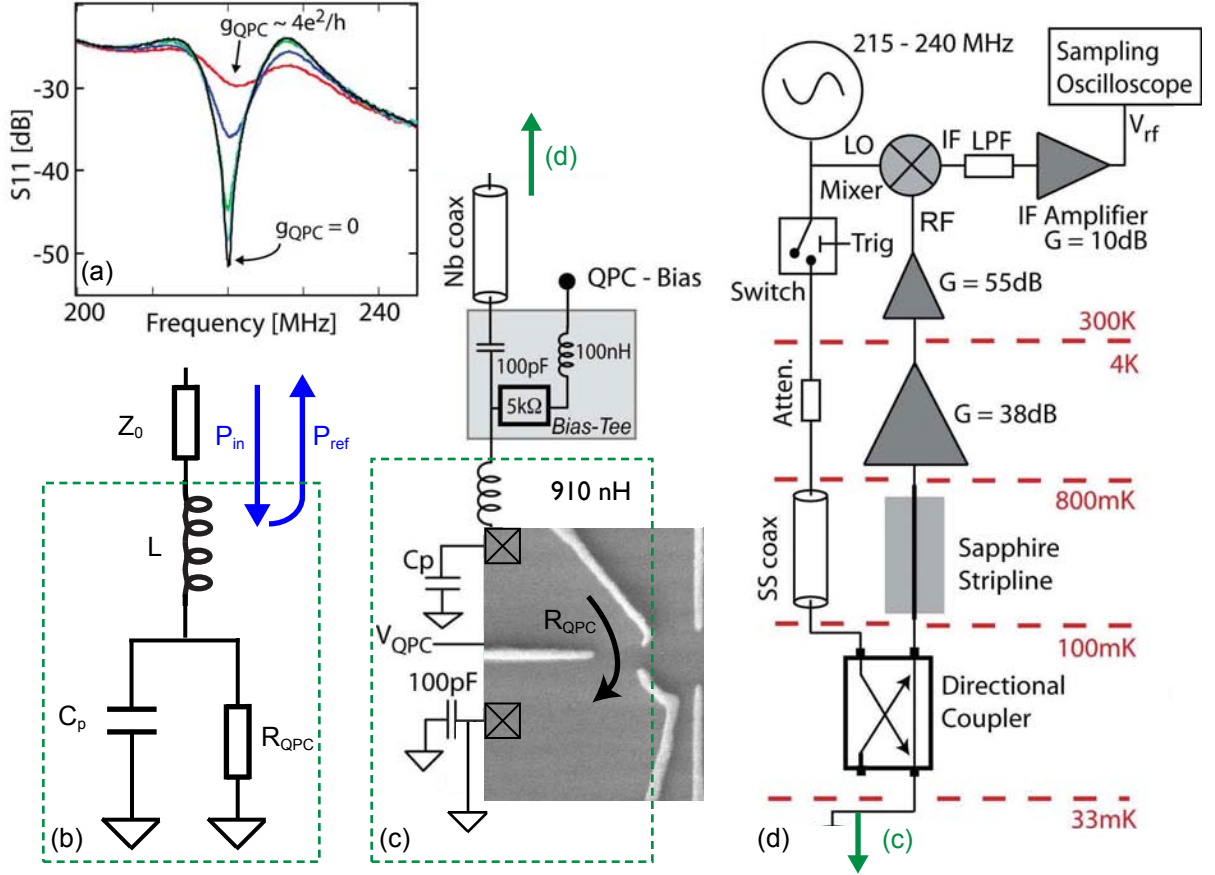 g_QPC ~ 4e²/h
-30
-40
-50
S11 [dB]
g_QPC = 0
(a)
200
Frequency [MHz]
240
Z₀
P_in
P_ref
L
C_p
R_QPC
(b)
(d)
Nb coax
QPC - Bias
100pF
100nH
5kΩ
Bias-Tee
910 nH
Cp
R_QPC
V_QPC
100pF
(c)
215 - 240 MHz
Sampling
Oscilloscope
LO
IF
LPF
V_rf
Mixer
RF
IF Amplifier
G = 10dB
Trig
Switch
G = 55dB
300K
4K
Atten.
G = 38dB
800mK
SS coax
Sapphire
Stripline
100mK
Directional
Coupler
33mK
(d)
(c)